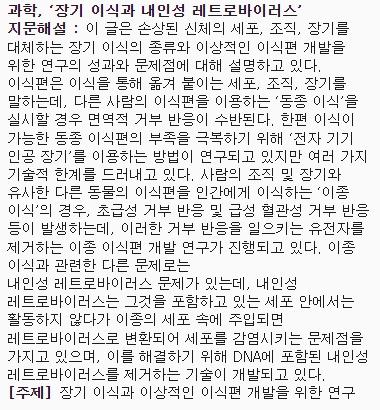 과학, ‘장기 이식과 내인성 레트로바이러스’
지문해설 : 이 글은 손상된 신체의 세포, 조직, 장기를
대체하는 장기 이식의 종류와 이상적인 이식편 개발을
위한 연구의 성과와 문제점에 대해 설명하고 있다.
이식편은 이식을 통해 옮겨 붙이는 세포, 조직, 장기를
말하는데, 다른 사람의 이식편을 이용하는 ‘동종 이식’을
실시할 경우 면역적 거부 반응이 수반된다. 한편 이식이
가능한 동종 이식편의 부족을 극복하기 위해 ‘전자 기기
인공 장기’를 이용하는 방법이 연구되고 있지만 여러 가지
기술적 한계를 드러내고 있다. 사람의 조직 및 장기와
유사한 다른 동물의 이식편을 인간에게 이식하는 ‘이종
이식’의 경우, 초급성 거부 반응 및 급성 혈관성 거부 반응
등이 발생하는데, 이러한 거부 반응을 일으키는 유전자를
제거하는 이종 이식편 개발 연구가 진행되고 있다. 이종
이식과 관련한 다른 문제로는
내인성 레트로바이러스 문제가 있는데, 내인성
레트로바이러스는 그것을 포함하고 있는 세포 안에서는
활동하지 않다가 이종의 세포 속에 주입되면
레트로바이러스로 변환되어 세포를 감염시키는 문제점을
가지고 있으며, 이를 해결하기 위해 DNA에 포함된 내인성
레트로바이러스를 제거하는 기술이 개발되고 있다.
[주제] 장기 이식과 이상적인 이식편 개발을 위한 연구